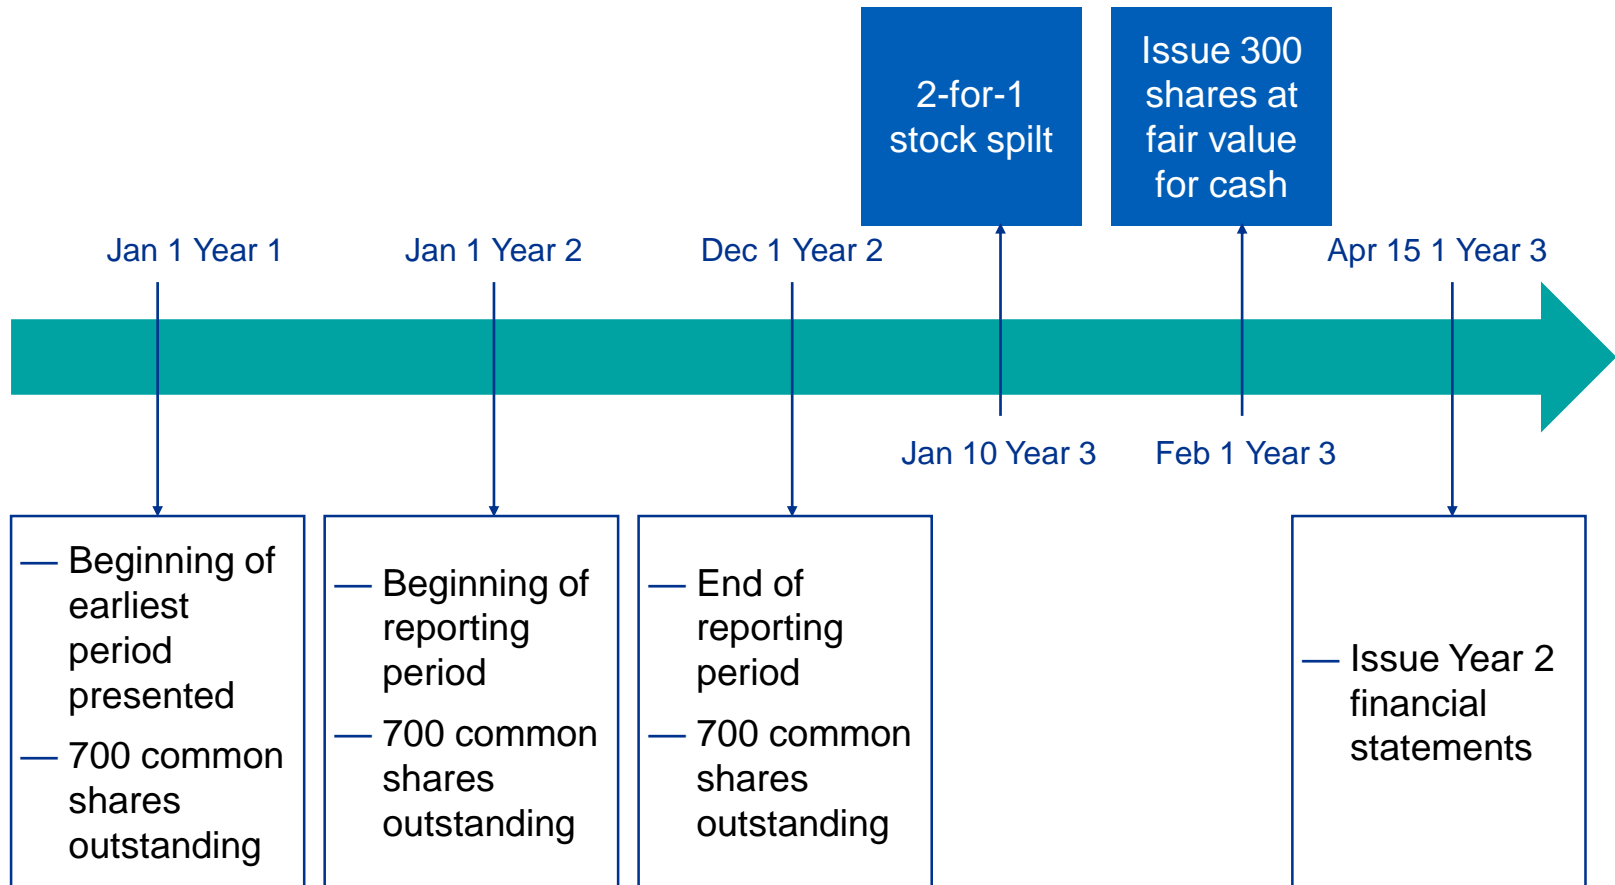 2-for-1
stock spilt
Issue 300
shares at
fair value
for cash
Jan 1 Year 1
Jan 1 Year 2
Dec 1 Year 2
Apr 15 1 Year 3
Jan 10 Year 3
Feb 1 Year 3
— Beginning of
earliest
period
presented
— 700 common
shares
outstanding
— Beginning of
reporting
period
— 700 common
shares
outstanding
— End of
reporting
period
— 700 common
shares
outstanding
— Issue Year 2
financial
statements